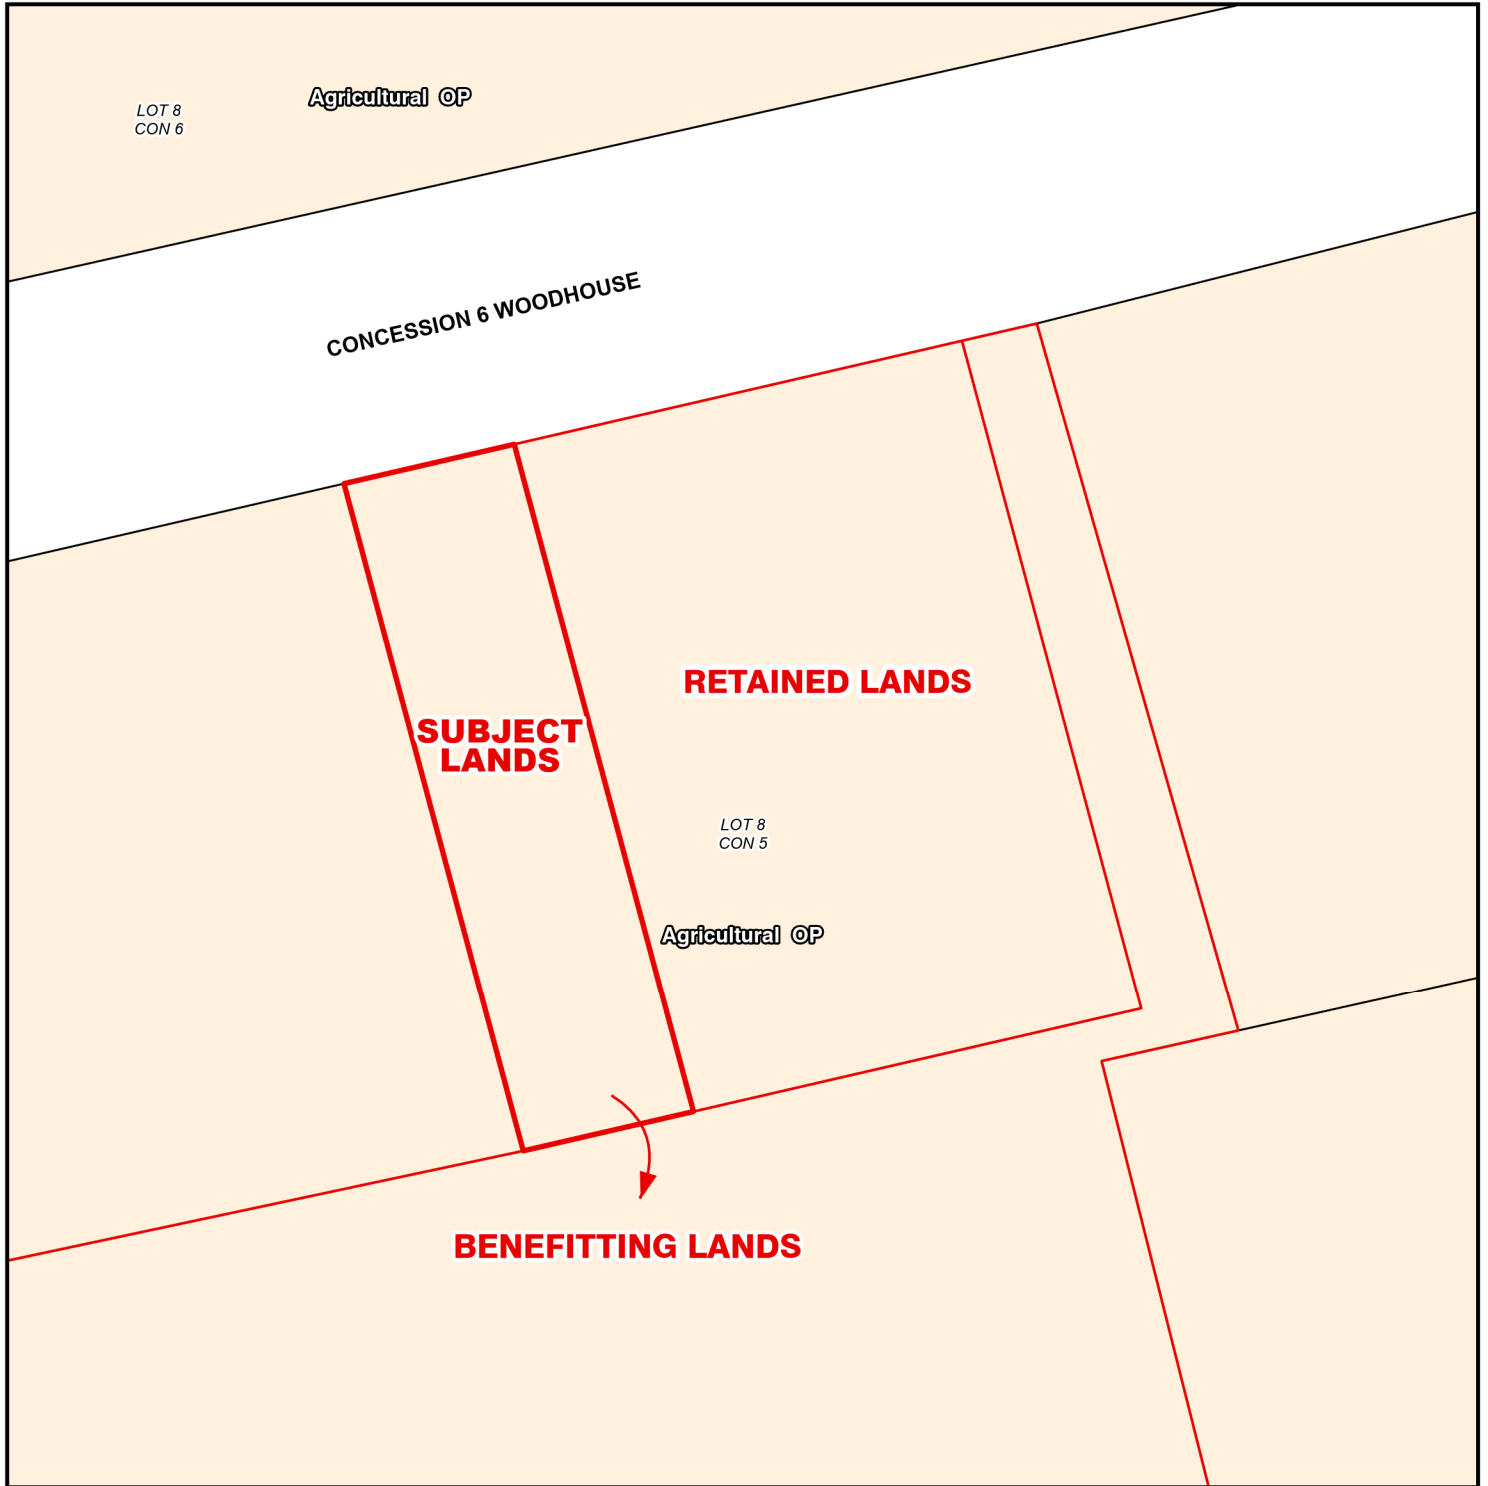 Agricultural OP
LOT 8
CON 6
CONCESSION 6 WOODHOUSE
RETAINED LANDS
SUBJECT
LANDS
LOT 8
CON 5
Agricultural OP
BENEFITTING LANDS